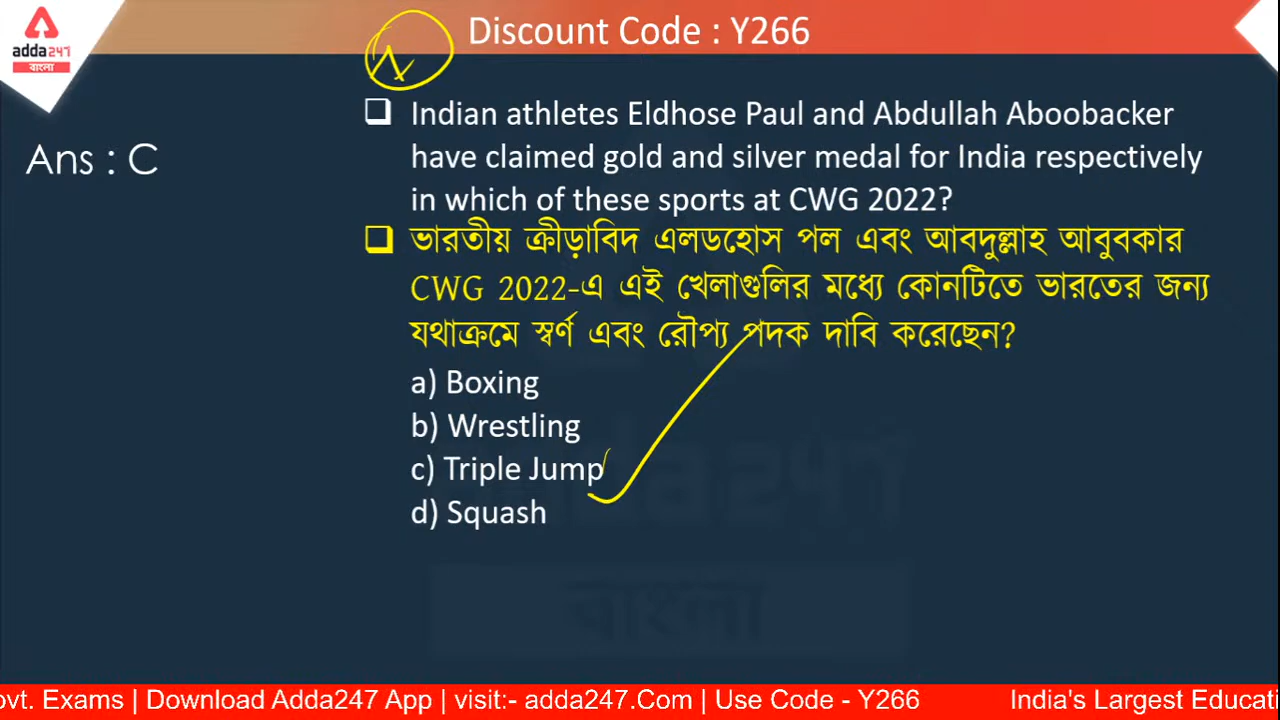 Discount Code : Y266
adda247
বাংলা
Indian athletes Eldhose Paul and Abdullah Aboobacker
have claimed gold and silver medal for India respectively
in which of these sports at CWG 2022?
Ans : C
ভারতীয় ক্রীড়াবিদ এলডহোস পল এবং আবদুল্লাহ আবুবকার
CWG 2022-এ এই খেলাগুলির মধ্যে কোনটিতে ভারতের জন্য
যথাক্রমে স্বর্ণ এবং রৌপ্য পদক দাবি করেছেন?
a) Boxing
b) Wrestling
c) Triple Jump
d) Squash
adda247
বাংলা
ovt. Exams | Download Adda247 App | visit:- adda247.Com | Use Code - Y266 India's Largest Educati